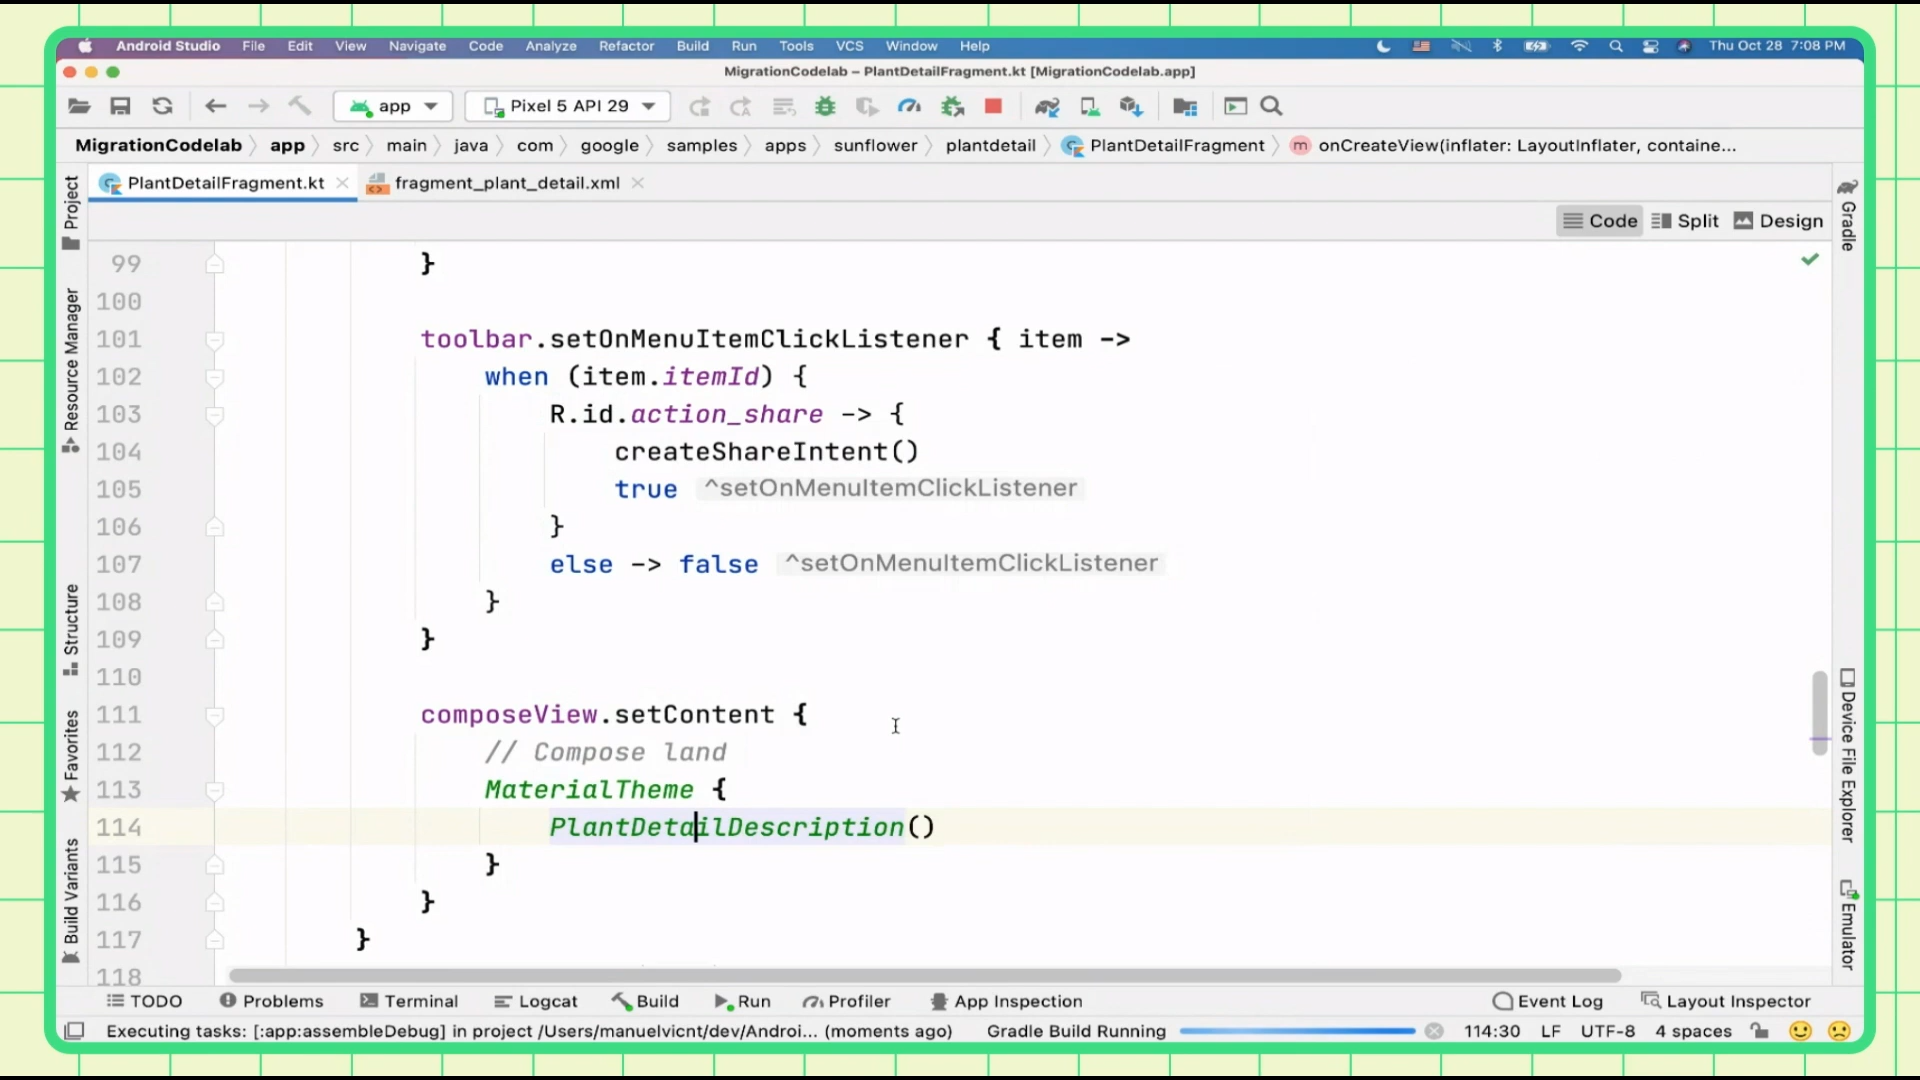 Android Studio File Edit View Navigate Code Analyze Refactor Build Run Tools VCS Window Help Thu Oct 28 7:08 PM
MigrationCodelab – PlantDetailFragment.kt [MigrationCodelab.app]
app Pixel 5 API 29
MigrationCodelab app src main java com google samples apps sunflower plantdetail PlantDetailFragment m onCreateView(inflater: LayoutInflater, containe...
PlantDetailFragment.kt fragment_plant_detail.xml
Code Split Design
Project
Resource Manager
Structure
Favorites
Build Variants
99 }
100
101 toolbar.setOnMenuItemClickListener { item ->
102 when (item.itemId) {
103 R.id.action_share -> {
104 createShareIntent()
105 true ^setOnMenuItemClickListener
106 }
107 else -> false ^setOnMenuItemClickListener
108 }
109 }
110
111 composeView.setContent {
112 // Compose land
113 MaterialTheme {
114 PlantDetailDescription()
115 }
116 }
117 }
118
Gradle
Device File Explorer
Emulator
TODO Problems Terminal Logcat Build Run Profiler App Inspection Event Log Layout Inspector
Executing tasks: [:app:assembleDebug] in project /Users/manuelvicnt/dev/Androi... (moments ago) Gradle Build Running 114:30 LF UTF-8 4 spaces